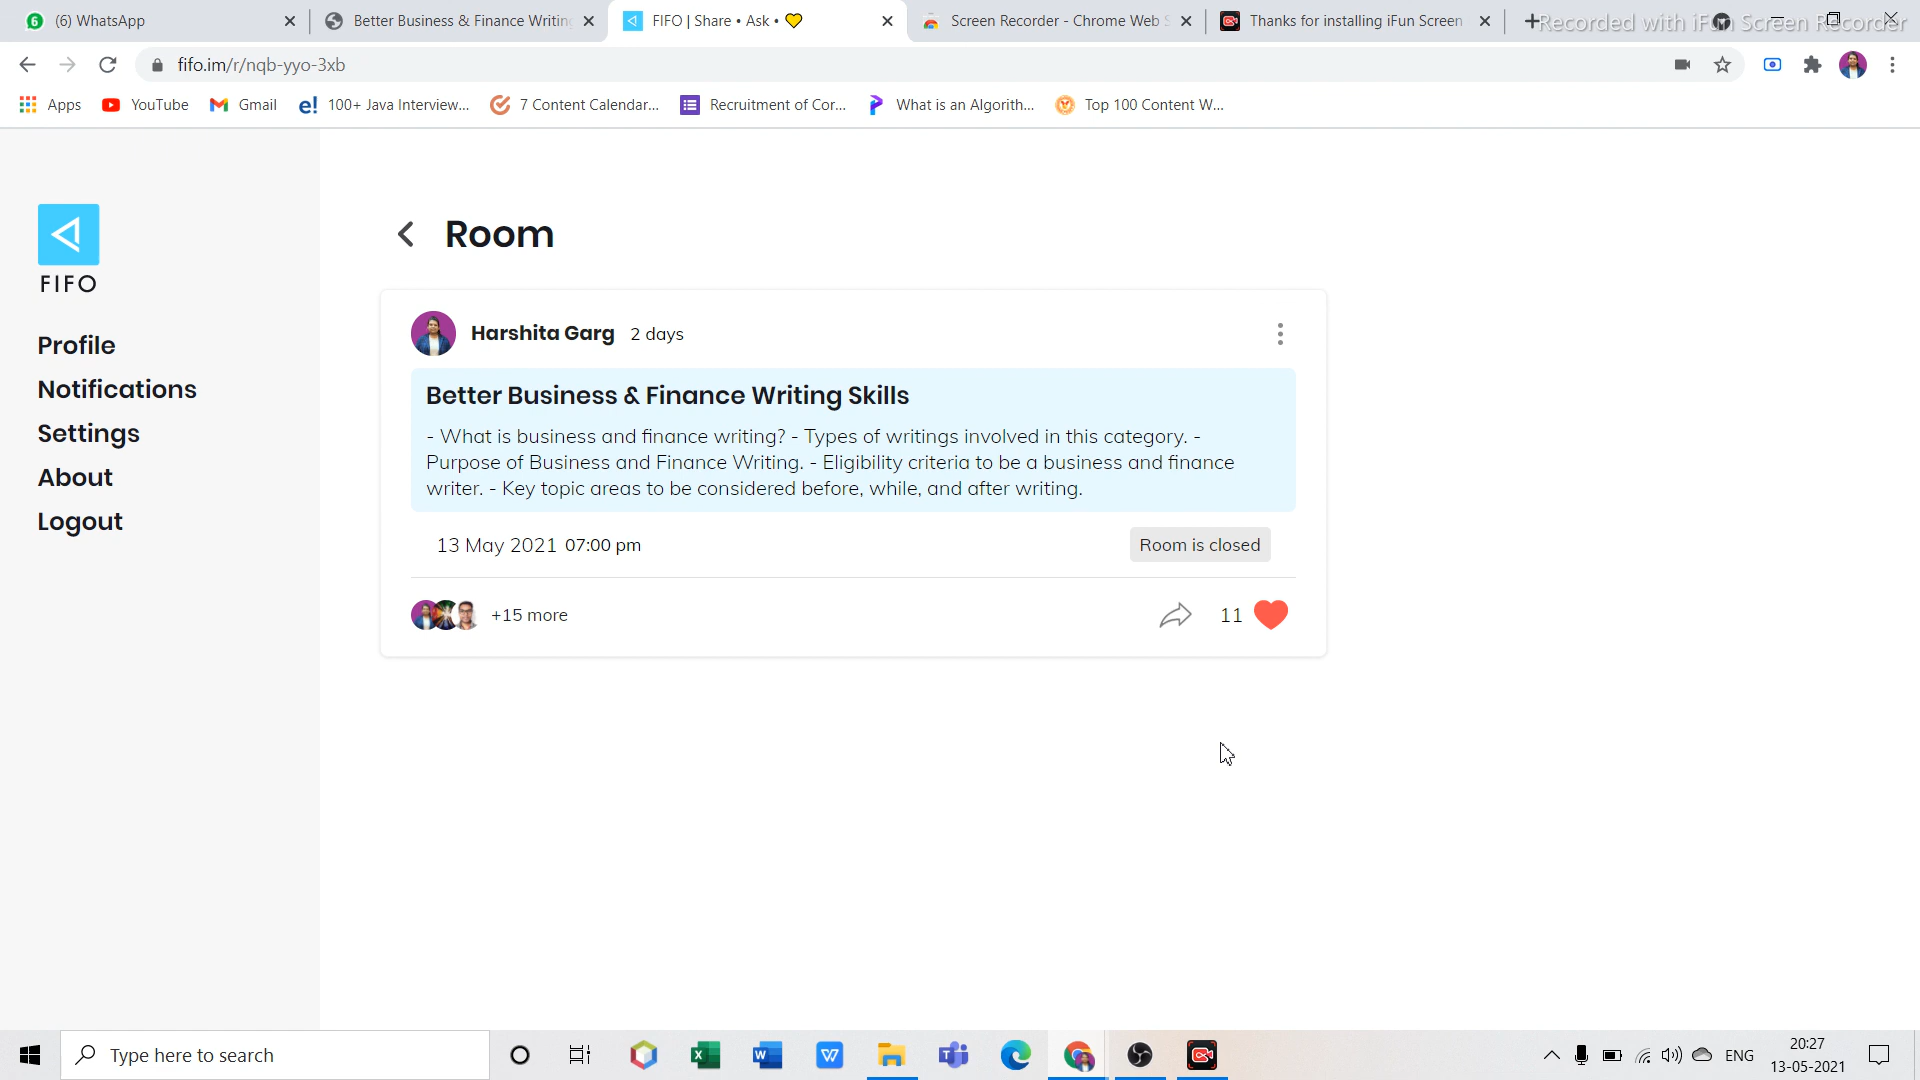 6
(6) WhatsApp
Better Business & Finance Writing
FIFO | Share • Ask • 💛
Screen Recorder - Chrome Web S
Thanks for installing iFun Screen
Recorded with iFun Screen Recorder
fifo.im/r/nqb-yyo-3xb
Apps
YouTube
Gmail
e! 100+ Java Interview...
7 Content Calendar...
Recruitment of Cor...
What is an Algorith...
Top 100 Content W...
FIFO
Profile
Notifications
Settings
About
Logout
Room
Harshita Garg 2 days
Better Business & Finance Writing Skills
- What is business and finance writing? - Types of writings involved in this category. -
Purpose of Business and Finance Writing. - Eligibility criteria to be a business and finance
writer. - Key topic areas to be considered before, while, and after writing.
13 May 2021 07:00 pm
Room is closed
+15 more
11
Type here to search
ENG
20:27
13-05-2021